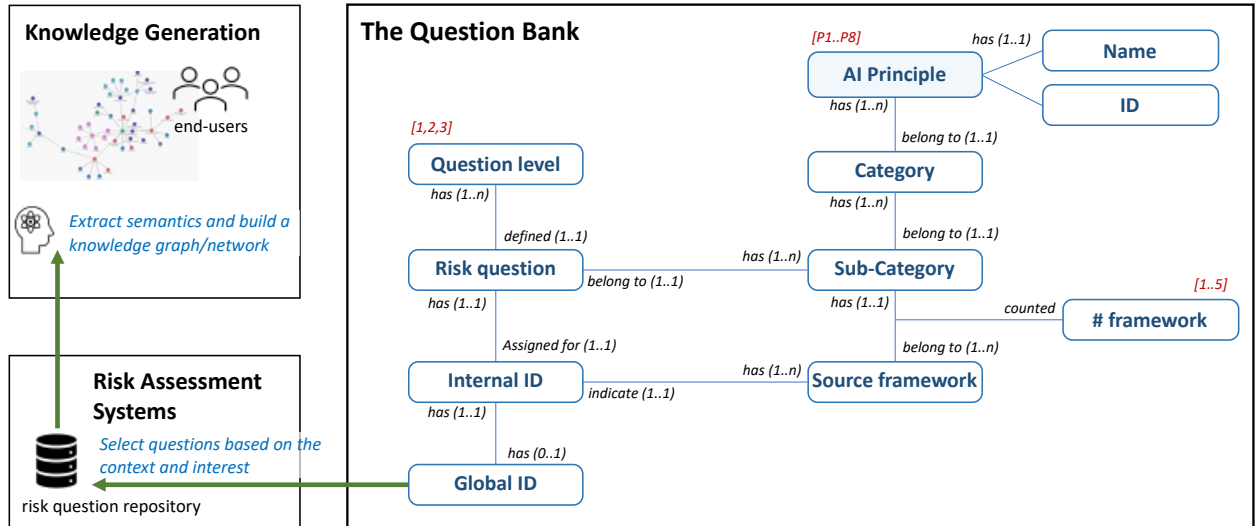 Knowledge Generation
end-users
Extract semantics and build a
knowledge graph/network
Risk Assessment
Systems
Select questions based on the
context and interest
risk question repository
The Question Bank
[P1..P8]
has (1..1)
Name
AI Principle
ID
has (1..n)
[1,2,3]
belong to (1..1)
Question level
Category
has (1..n)
has (1..n)
defined (1..1)
belong to (1..1)
has (1..n)
Risk question
Sub-Category
belong to (1..1)
[1..5]
has (1..1)
has (1..1)
counted
# framework
Assigned for (1..1)
belong to (1..n)
has (1..n)
Internal ID
Source framework
indicate (1..1)
has (1..1)
has (0..1)
Global ID